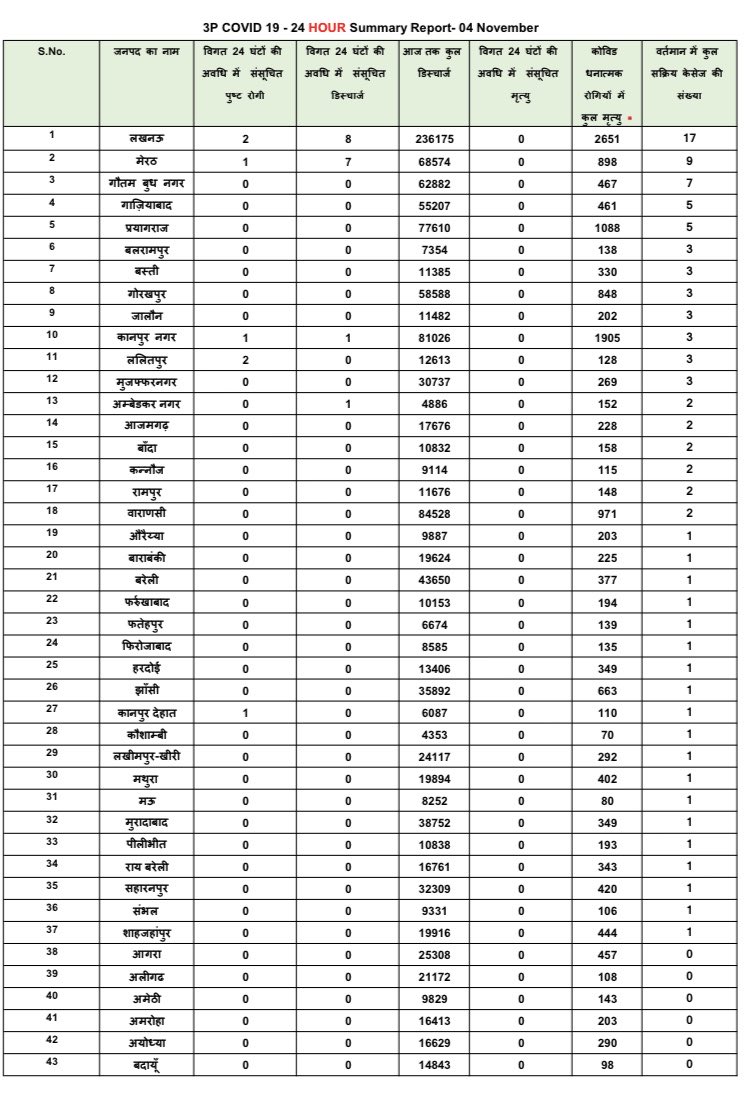 3P COVID 19 - 24 HOUR Summary Report- 04 November
S.No. जनपद का नाम विगत 24 घंटों की अवधि में संसूचित पुष्ट रोगी विगत 24 घंटों की अवधि में संसूचित डिस्चार्ज आज तक कुल डिस्चार्ज विगत 24 घंटों की अवधि में संसूचित मृत्यु कोविड धनात्मक रोगियों में कुल मृत्यु * वर्तमान में कुल सक्रिय केसेज की संख्या
1 लखनऊ 2 8 236175 0 2651 17
2 मेरठ 1 7 68574 0 898 9
3 गौतम बुध नगर 0 0 62882 0 467 7
4 गाज़ियाबाद 0 0 55207 0 461 5
5 प्रयागराज 0 0 77610 0 1088 5
6 बलरामपुर 0 0 7354 0 138 3
7 बस्ती 0 0 11385 0 330 3
8 गोरखपुर 0 0 58588 0 848 3
9 जालौन 0 0 11482 0 202 3
10 कानपुर नगर 1 1 81026 0 1905 3
11 ललितपुर 2 0 12613 0 128 3
12 मुजफ्फरनगर 0 0 30737 0 269 3
13 अम्बेडकर नगर 0 1 4886 0 152 2
14 आजमगढ़ 0 0 17676 0 228 2
15 बाँदा 0 0 10832 0 158 2
16 कन्नौज 0 0 9114 0 115 2
17 रामपुर 0 0 11676 0 148 2
18 वाराणसी 0 0 84528 0 971 2
19 औरैय्या 0 0 9887 0 203 1
20 बाराबंकी 0 0 19624 0 225 1
21 बरेली 0 0 43650 0 377 1
22 फर्रुखाबाद 0 0 10153 0 194 1
23 फतेहपुर 0 0 6674 0 139 1
24 फिरोजाबाद 0 0 8585 0 135 1
25 हरदोई 0 0 13406 0 349 1
26 झाँसी 0 0 35892 0 663 1
27 कानपुर देहात 1 0 6087 0 110 1
28 कौशाम्बी 0 0 4353 0 70 1
29 लखीमपुर-खीरी 0 0 24117 0 292 1
30 मथुरा 0 0 19894 0 402 1
31 मऊ 0 0 8252 0 80 1
32 मुरादाबाद 0 0 38752 0 349 1
33 पीलीभीत 0 0 10838 0 193 1
34 राय बरेली 0 0 16761 0 343 1
35 सहारनपुर 0 0 32309 0 420 1
36 संभल 0 0 9331 0 106 1
37 शाहजहांपुर 0 0 19916 0 444 1
38 आगरा 0 0 25308 0 457 0
39 अलीगढ 0 0 21172 0 108 0
40 अमेठी 0 0 9829 0 143 0
41 अमरोहा 0 0 16413 0 203 0
42 अयोध्या 0 0 16629 0 290 0
43 बदायूँ 0 0 14843 0 98 0